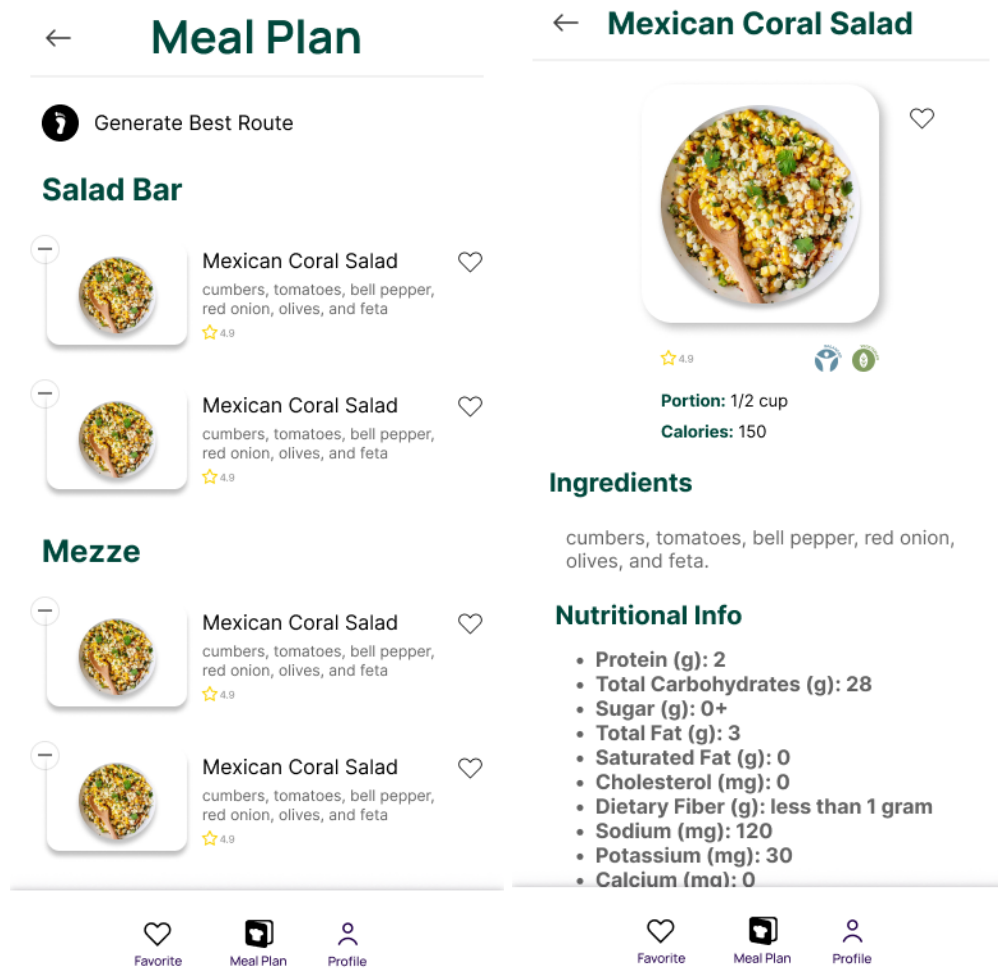 Meal Plan
Generate Best Route
Salad Bar
Mexican Coral Salad
cumbers, tomatoes, bell pepper,
red onion, olives, and feta
4.9
Mexican Coral Salad
cumbers, tomatoes, bell pepper,
red onion, olives, and feta
4.9
Mezze
Mexican Coral Salad
cumbers, tomatoes, bell pepper,
red onion, olives, and feta
4.9
Mexican Coral Salad
cumbers, tomatoes, bell pepper,
red onion, olives, and feta
4.9
Favorite Meal Plan Profile
Mexican Coral Salad
4.9
Portion: 1/2 cup
Calories: 150
Ingredients
cumbers, tomatoes, bell pepper, red onion,
olives, and feta.
Nutritional Info
• Protein (g): 2
• Total Carbohydrates (g): 28
• Sugar (g): 0+
• Total Fat (g): 3
• Saturated Fat (g): 0
• Cholesterol (mg): 0
• Dietary Fiber (g): less than 1 gram
• Sodium (mg): 120
• Potassium (mg): 30
• Calcium (mg): 0
Favorite Meal Plan Profile